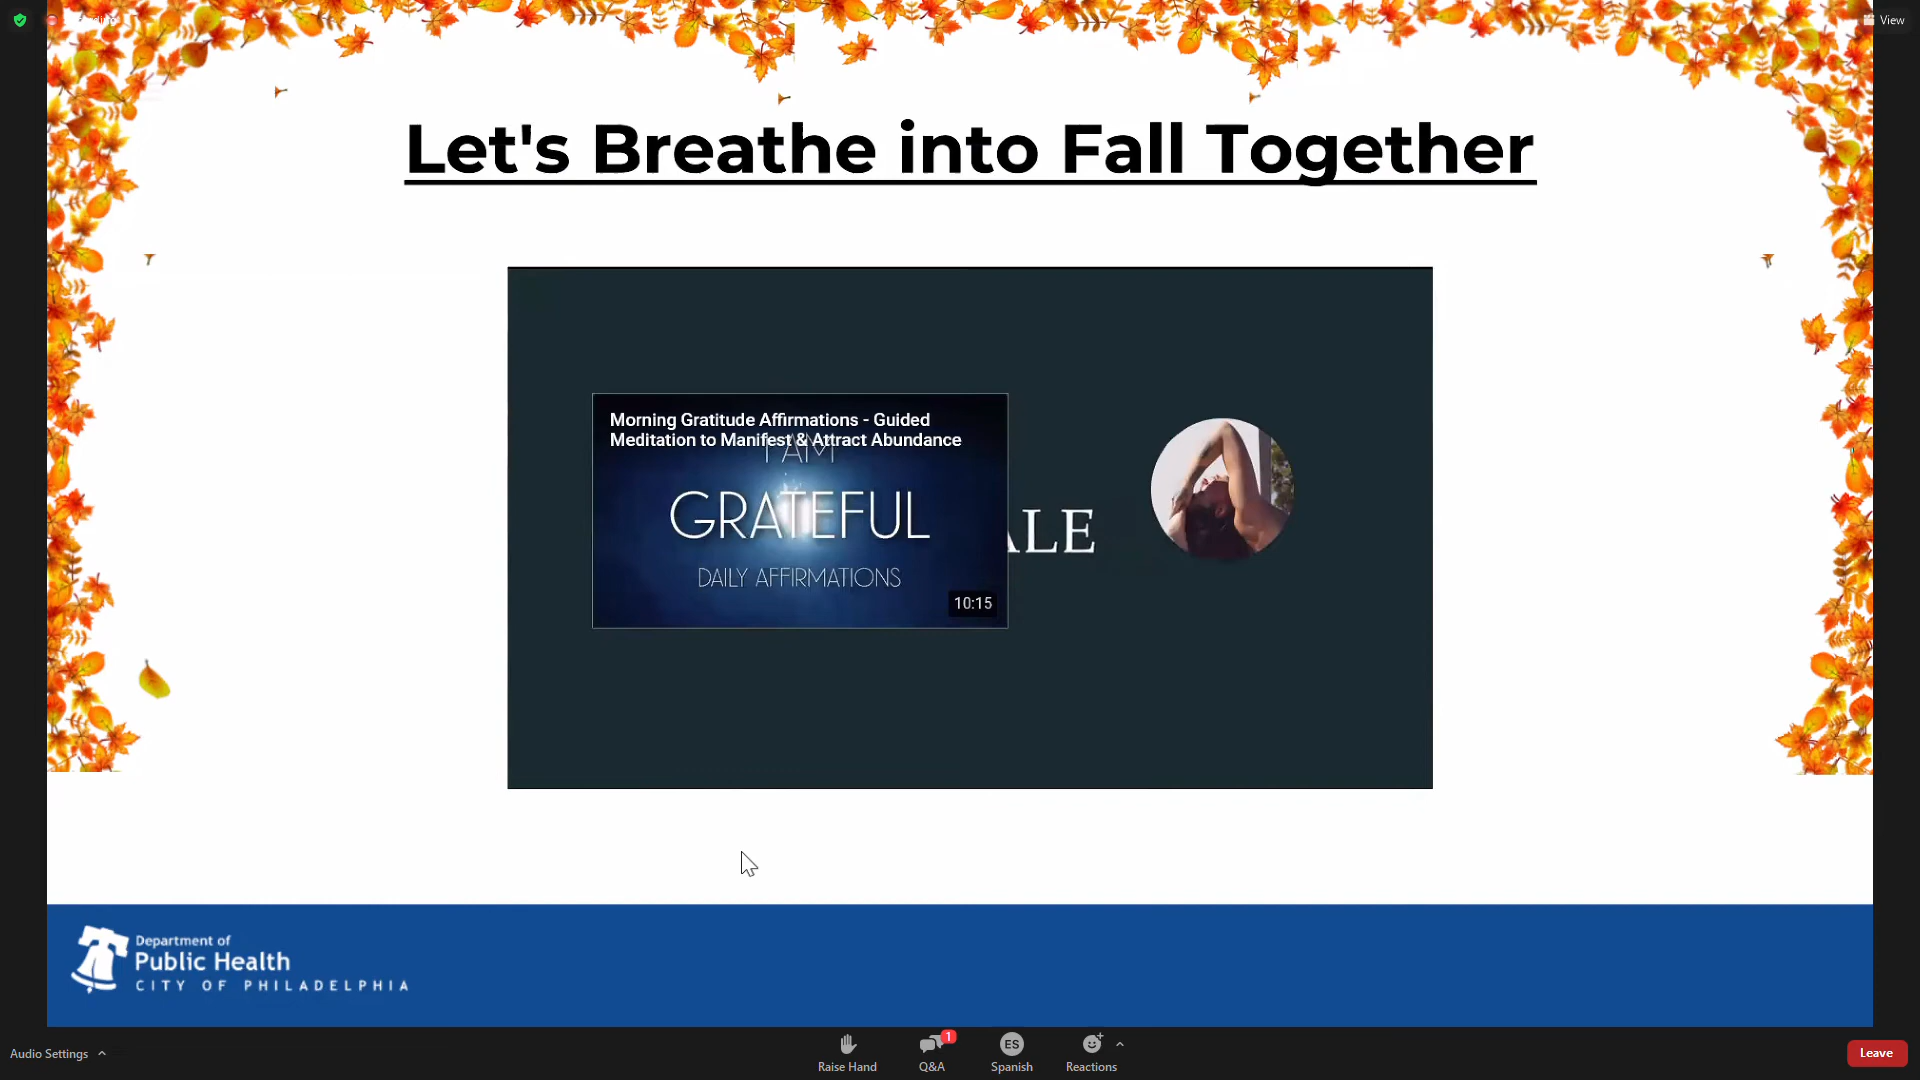 View
Let's Breathe into Fall Together
Morning Gratitude Affirmations - Guided
Meditation to Manifest & Attract Abundance
I AM
GRATEFUL
ALE
DAILY AFFIRMATIONS
10:15
Department of
Public Health
CITY OF PHILADELPHIA
Audio Settings
Raise Hand
1
Q&A
ES
Spanish
Reactions
Leave